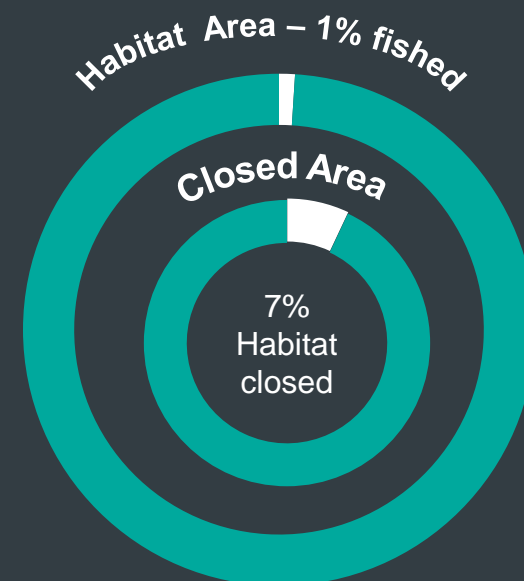 Habitat Area – 1% fished
Closed Area
7%
Habitat
closed